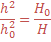 h²/h₀² = H₀/H